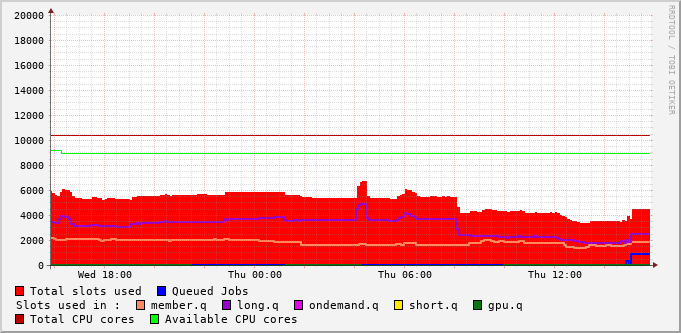 20000
18000
16000
14000
12000
10000
8000
6000
4000
2000
0
Wed 18:00 Thu 00:00 Thu 06:00 Thu 12:00
RRDTOOL / TOBI OETIKER
Total slots used Queued Jobs
Slots used in : member.q long.q ondemand.q short.q gpu.q
Total CPU cores Available CPU cores